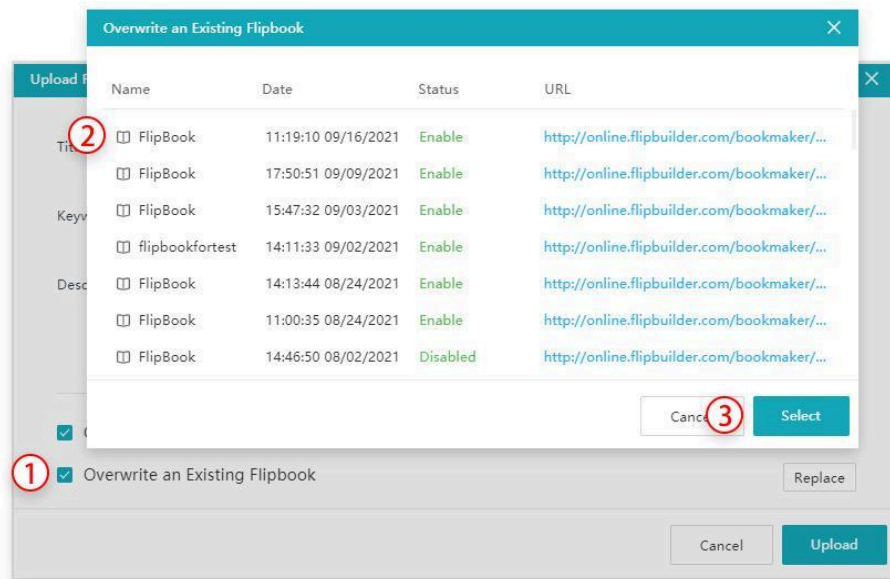 Overwrite an Existing Flipbook
Upload
Name Date Status URL
② FlipBook 11:19:10 09/16/2021 Enable http://online.flipbuilder.com/bookmaker/...
FlipBook 17:50:51 09/09/2021 Enable http://online.flipbuilder.com/bookmaker/...
FlipBook 15:47:32 09/03/2021 Enable http://online.flipbuilder.com/bookmaker/...
flipbookfortest 14:11:33 09/02/2021 Enable http://online.flipbuilder.com/bookmaker/...
FlipBook 14:13:44 08/24/2021 Enable http://online.flipbuilder.com/bookmaker/...
FlipBook 11:00:35 08/24/2021 Enable http://online.flipbuilder.com/bookmaker/...
FlipBook 14:46:50 08/02/2021 Disabled http://online.flipbuilder.com/bookmaker/...
③ Select
① Overwrite an Existing Flipbook Replace
Cancel Upload